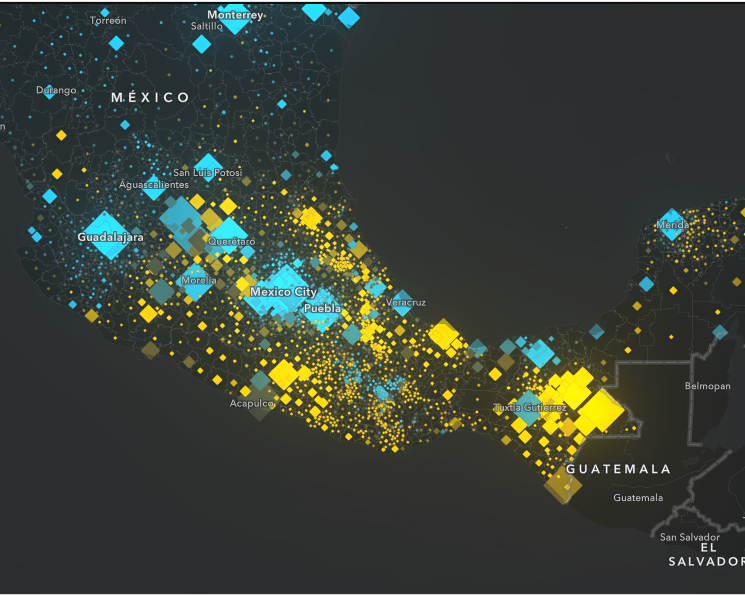 Monterrey
Torreón
Saltillo
Durango
MÉXICO
n
San Luis Potosí
Aguascalientes
Guadalajara
Querétaro
Mérida
Morelia
Mexico City
Puebla
Veracruz
Acapulco
Tuxtla Gutierrez
Belmopan
GUATEMALA
Guatemala
San Salvador
EL
SALVADOR